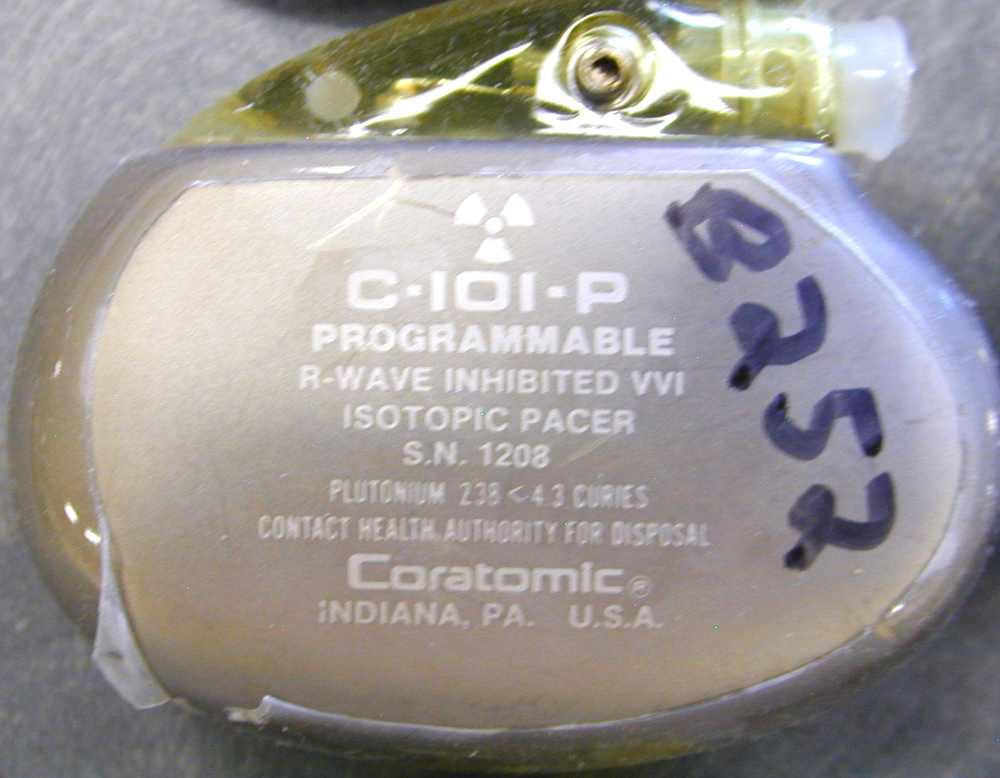 C-101-P
PROGRAMMABLE
R-WAVE INHIBITED VVI
ISOTOPIC PACER
S.N. 1208
PLUTONIUM 238 < 4.3 CURIES
CONTACT HEALTH AUTHORITY FOR DISPOSAL
Coratomic®
INDIANA, PA. U.S.A.